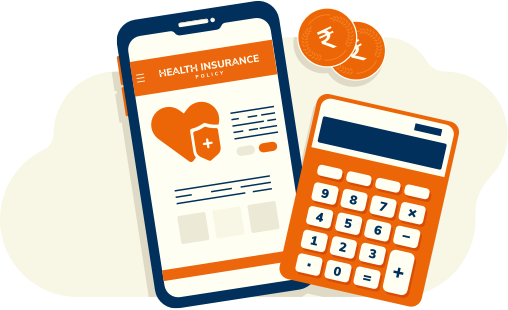 HEALTH INSURANCE
POLICY
₹
₹
9 8 7 ×
4 5 6 −
1 2 3 +
. 0 =